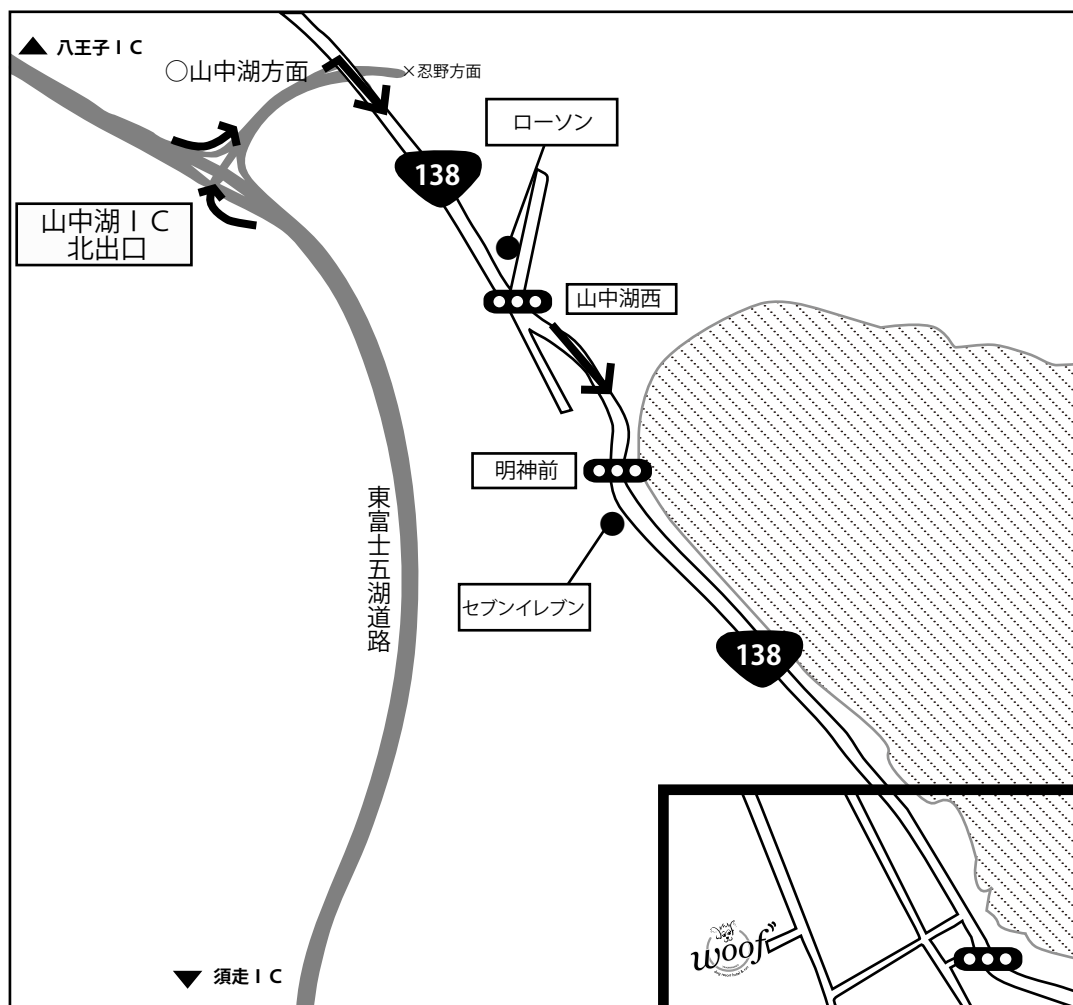 ▲ 八王子ＩＣ
○山中湖方面
×忍野方面
ローソン
138
山中湖ＩＣ
北出口
山中湖西
明神前
東富士五湖道路
セブンイレブン
138
woof"
▼ 須走ＩＣ